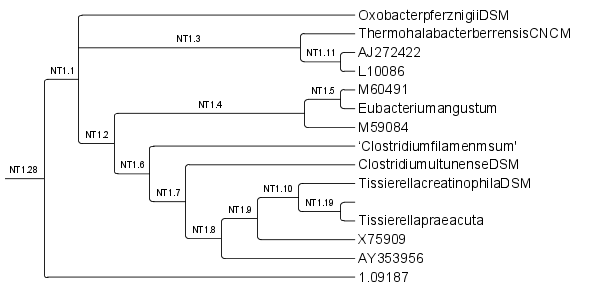 OxobacterpferznigiiDSM
ThermohalabacterberrensisCNCM
NT1.3
NT1.11
AJ272422
L10086
NT1.1
M60491
NT1.5
NT1.4
Eubacteriumangustum
M59084
NT1.2
'Clostridiumfilamenmsum'
NT1.6
ClostridiumultunenseDSM
NT1.28
TissierellacreatinophilaDSM
NT1.10
NT1.7
NT1.19
NT1.9
Tissierellapraeacuta
NT1.8
X75909
AY353956
1.09187